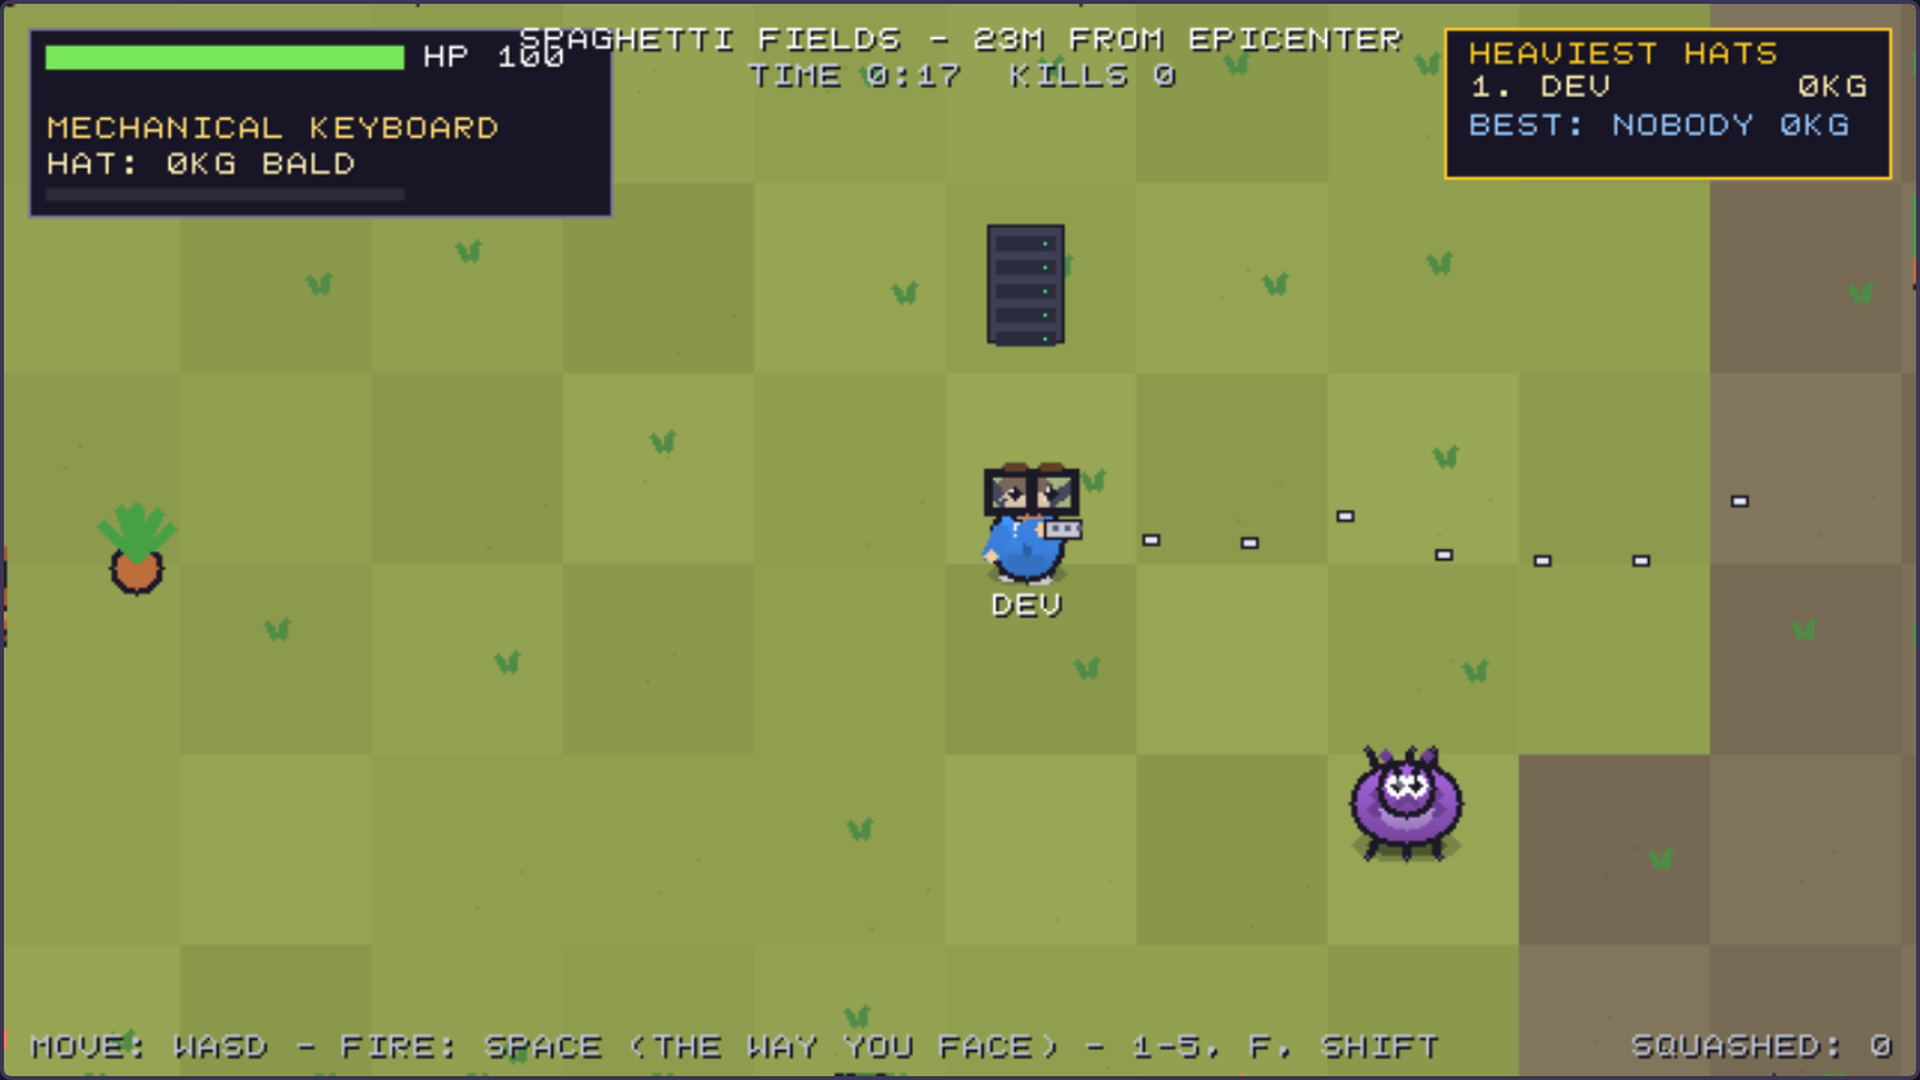 SPAGHETTI FIELDS - 23M FROM EPICENTER
TIME 0:17 KILLS 0
HP 100
MECHANICAL KEYBOARD
HAT: 0KG BALD
HEAVIEST HATS
1. DEV 0KG
BEST: NOBODY 0KG
DEV
MOVE: WASD - FIRE: SPACE (THE WAY YOU FACE) - 1-5, F, SHIFT
SQUASHED: 0